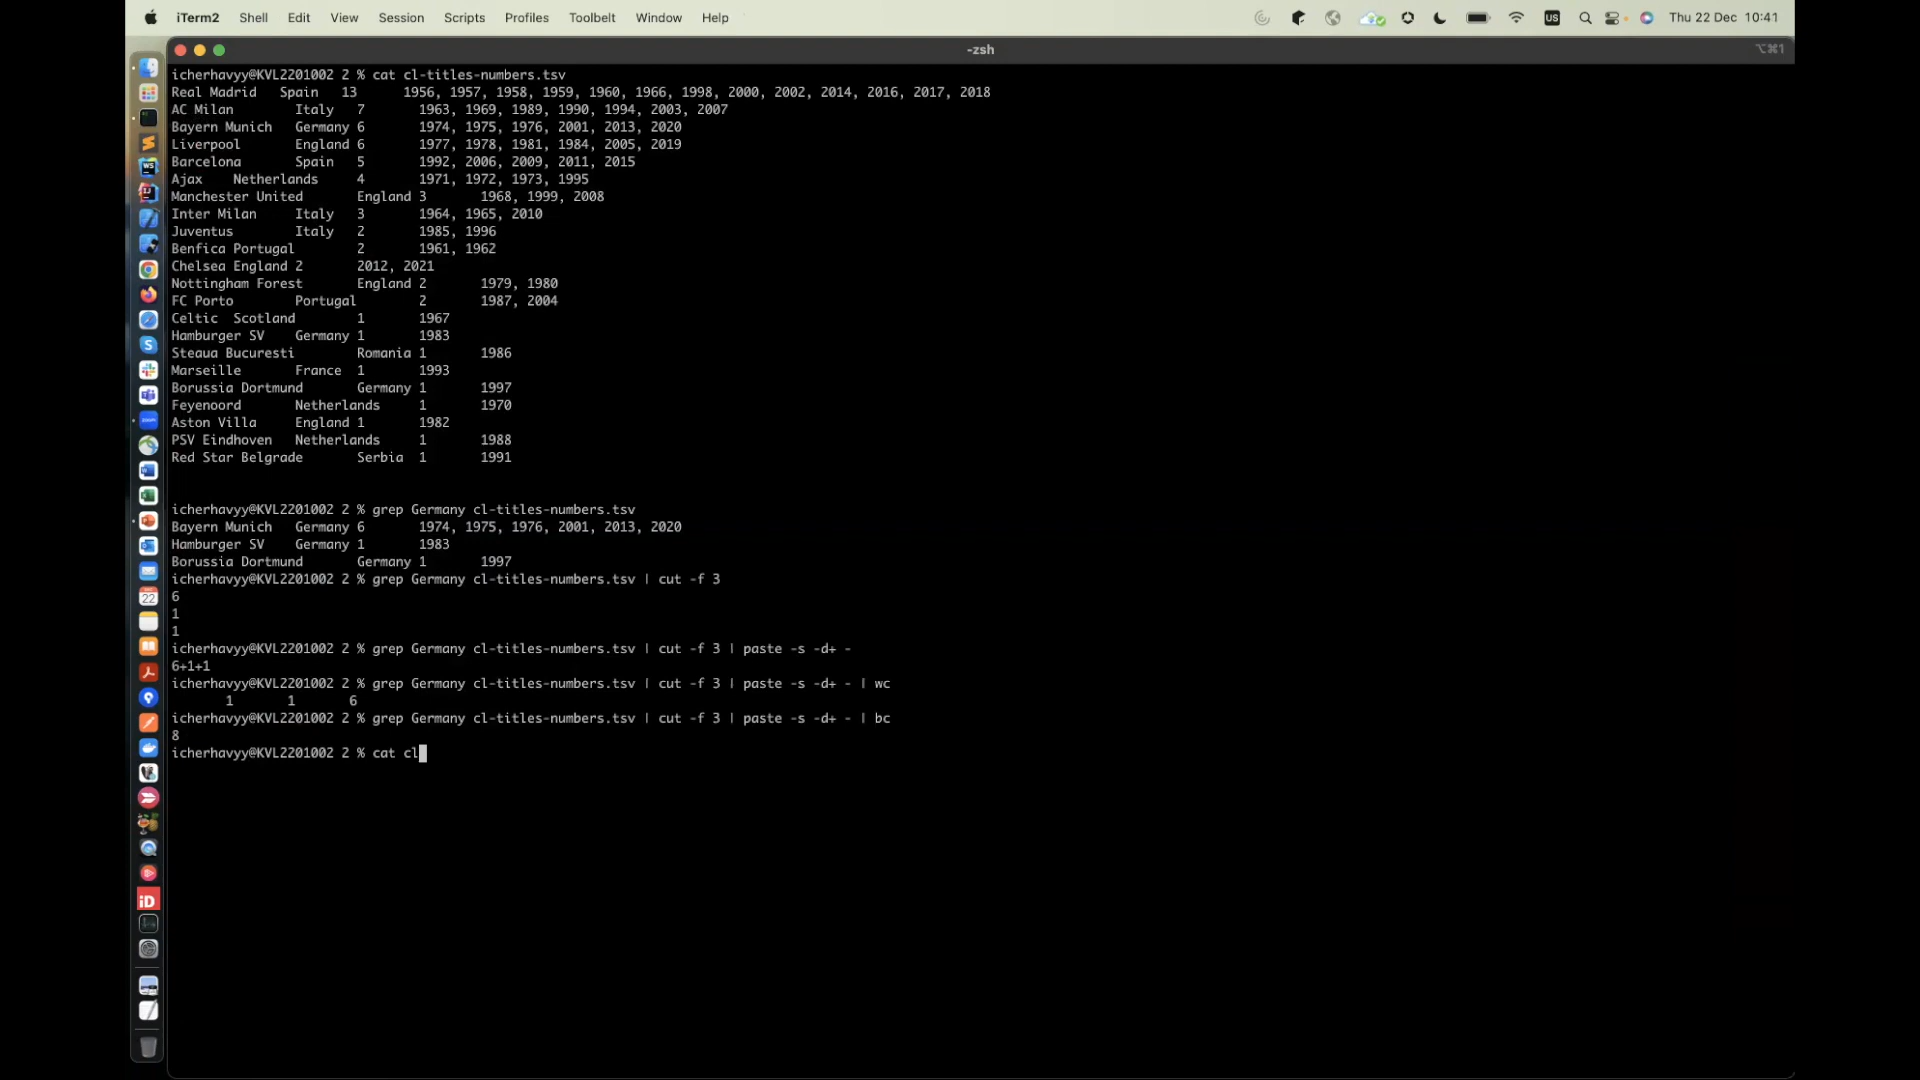 iTerm2 Shell Edit View Session Scripts Profiles Toolbelt Window Help US Thu 22 Dec 10:41
-zsh ⌥⌘1
icherhavyy@KVL2201002 2 % cat cl-titles-numbers.tsv
Real Madrid Spain 13 1956, 1957, 1958, 1959, 1960, 1966, 1998, 2000, 2002, 2014, 2016, 2017, 2018
AC Milan Italy 7 1963, 1969, 1989, 1990, 1994, 2003, 2007
Bayern Munich Germany 6 1974, 1975, 1976, 2001, 2013, 2020
Liverpool England 6 1977, 1978, 1981, 1984, 2005, 2019
Barcelona Spain 5 1992, 2006, 2009, 2011, 2015
Ajax Netherlands 4 1971, 1972, 1973, 1995
Manchester United England 3 1968, 1999, 2008
Inter Milan Italy 3 1964, 1965, 2010
Juventus Italy 2 1985, 1996
Benfica Portugal 2 1961, 1962
Chelsea England 2 2012, 2021
Nottingham Forest England 2 1979, 1980
FC Porto Portugal 2 1987, 2004
Celtic Scotland 1 1967
Hamburger SV Germany 1 1983
Steaua Bucuresti Romania 1 1986
Marseille France 1 1993
Borussia Dortmund Germany 1 1997
Feyenoord Netherlands 1 1970
Aston Villa England 1 1982
PSV Eindhoven Netherlands 1 1988
Red Star Belgrade Serbia 1 1991
icherhavyy@KVL2201002 2 % grep Germany cl-titles-numbers.tsv
Bayern Munich Germany 6 1974, 1975, 1976, 2001, 2013, 2020
Hamburger SV Germany 1 1983
Borussia Dortmund Germany 1 1997
icherhavyy@KVL2201002 2 % grep Germany cl-titles-numbers.tsv | cut -f 3
6
1
1
icherhavyy@KVL2201002 2 % grep Germany cl-titles-numbers.tsv | cut -f 3 | paste -s -d+ -
6+1+1
icherhavyy@KVL2201002 2 % grep Germany cl-titles-numbers.tsv | cut -f 3 | paste -s -d+ - | wc
1 1 6
icherhavyy@KVL2201002 2 % grep Germany cl-titles-numbers.tsv | cut -f 3 | paste -s -d+ - | bc
8
icherhavyy@KVL2201002 2 % cat cl